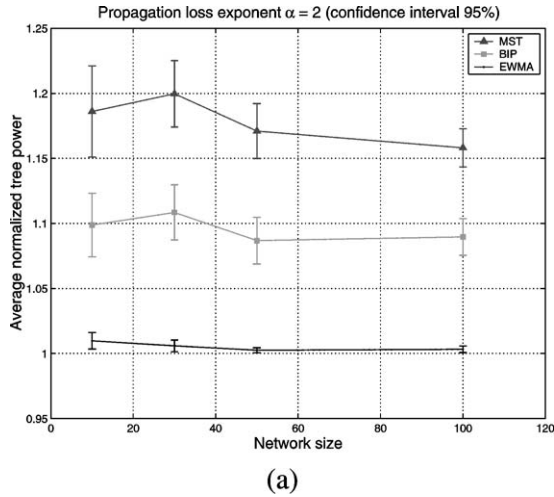 Propagation loss exponent α = 2 (confidence interval 95%)
1.25
1.2
1.15
1.1
1.05
1
0.95
Average normalized tree power
MST
BIP
EWMA
0
20
40
60
80
100
120
Network size
(a)